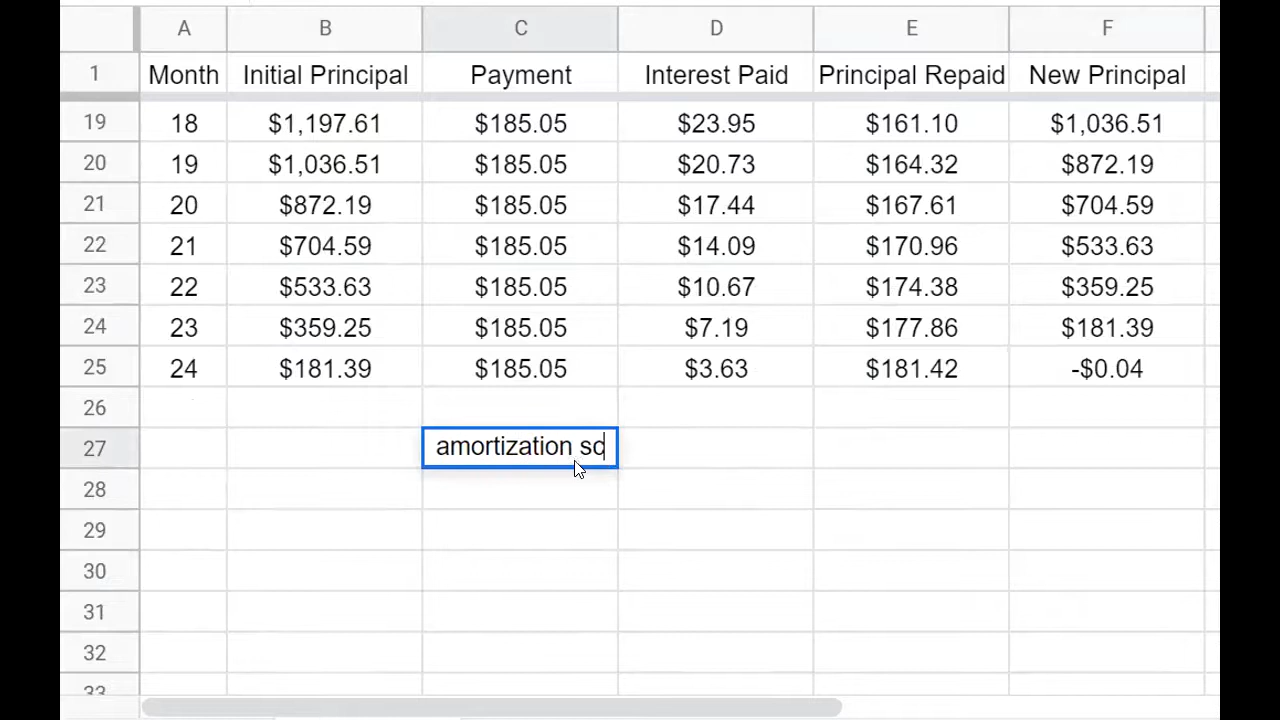 A B C D E F
1 Month Initial Principal Payment Interest Paid Principal Repaid New Principal
19 18 $1,197.61 $185.05 $23.95 $161.10 $1,036.51
20 19 $1,036.51 $185.05 $20.73 $164.32 $872.19
21 20 $872.19 $185.05 $17.44 $167.61 $704.59
22 21 $704.59 $185.05 $14.09 $170.96 $533.63
23 22 $533.63 $185.05 $10.67 $174.38 $359.25
24 23 $359.25 $185.05 $7.19 $177.86 $181.39
25 24 $181.39 $185.05 $3.63 $181.42 -$0.04
26
27 amortization sc
28
29
30
31
32
33